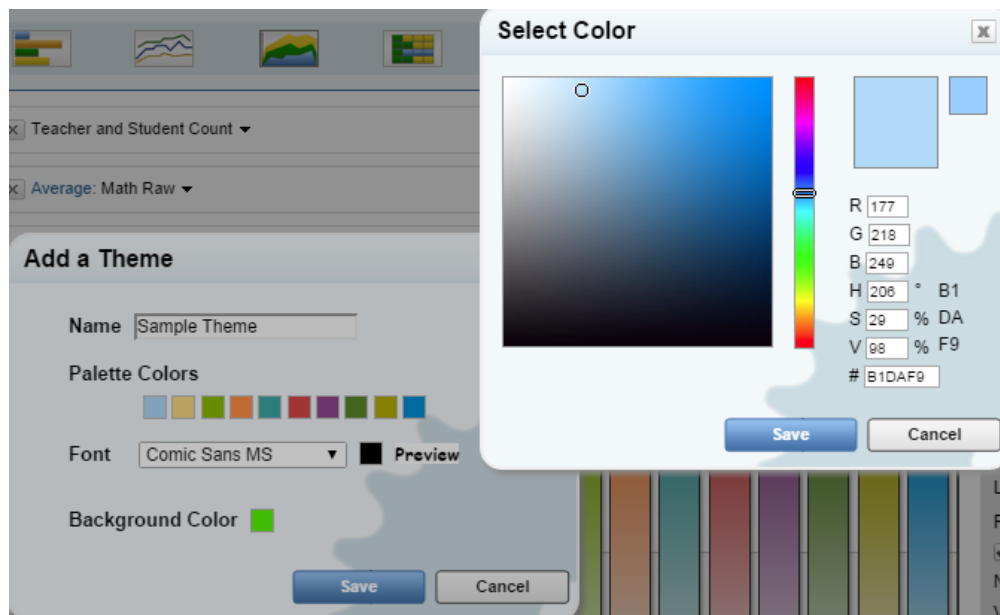 Select Color
x
x Teacher and Student Count
x Average: Math Raw
R 177
G 218
B 249
H 206 ° B1
S 29 % DA
V 98 % F9
# B1DAF9
Save Cancel
Add a Theme
Name Sample Theme
Palette Colors
Font Comic Sans MS Preview
Background Color
Save Cancel